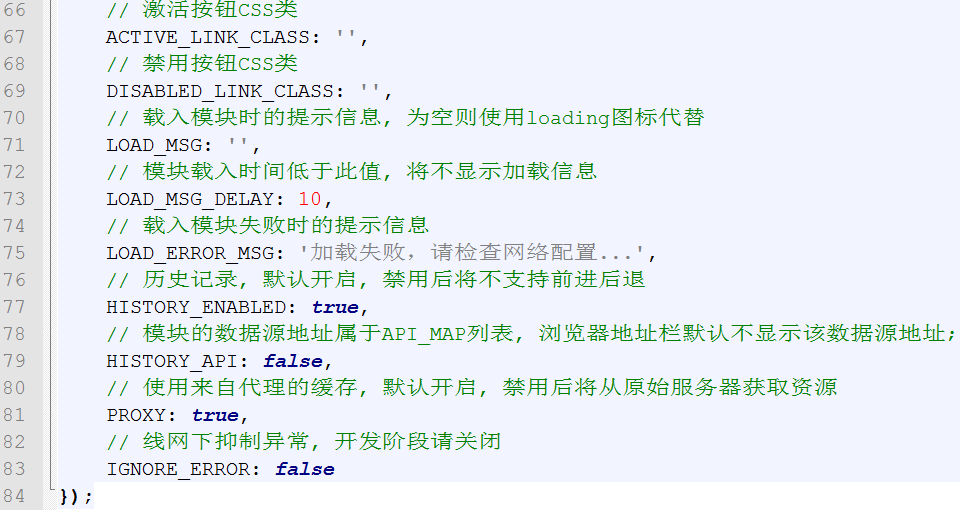 66 // 激活按钮CSS类
67 ACTIVE_LINK_CLASS: '',
68 // 禁用按钮CSS类
69 DISABLED_LINK_CLASS: '',
70 // 载入模块时的提示信息, 为空则使用loading图标代替
71 LOAD_MSG: '',
72 // 模块载入时间低于此值, 将不显示加载信息
73 LOAD_MSG_DELAY: 10,
74 // 载入模块失败时的提示信息
75 LOAD_ERROR_MSG: '加载失败，请检查网络配置...',
76 // 历史记录, 默认开启, 禁用后将不支持前进后退
77 HISTORY_ENABLED: true,
78 // 模块的数据源地址属于API_MAP列表, 浏览器地址栏默认不显示该数据源地址;
79 HISTORY_API: false,
80 // 使用来自代理的缓存, 默认开启, 禁用后将从原始服务器获取资源
81 PROXY: true,
82 // 线网下抑制异常, 开发阶段请关闭
83 IGNORE_ERROR: false
84 });